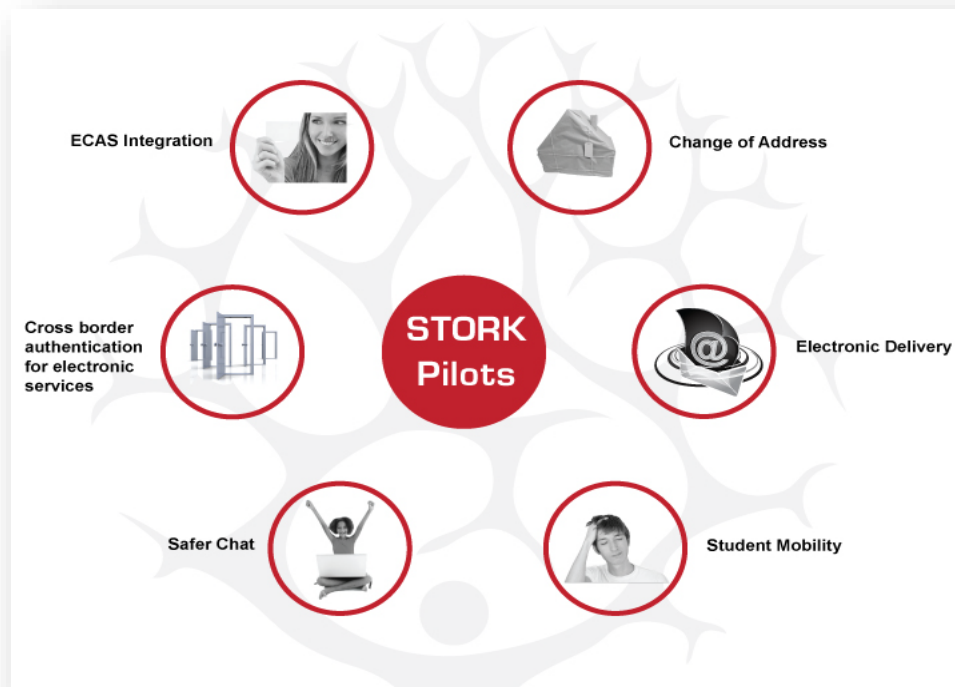 ECAS Integration
Change of Address
STORK
Pilots
Cross border
authentication
for electronic
services
@
Electronic Delivery
Safer Chat
Student Mobility